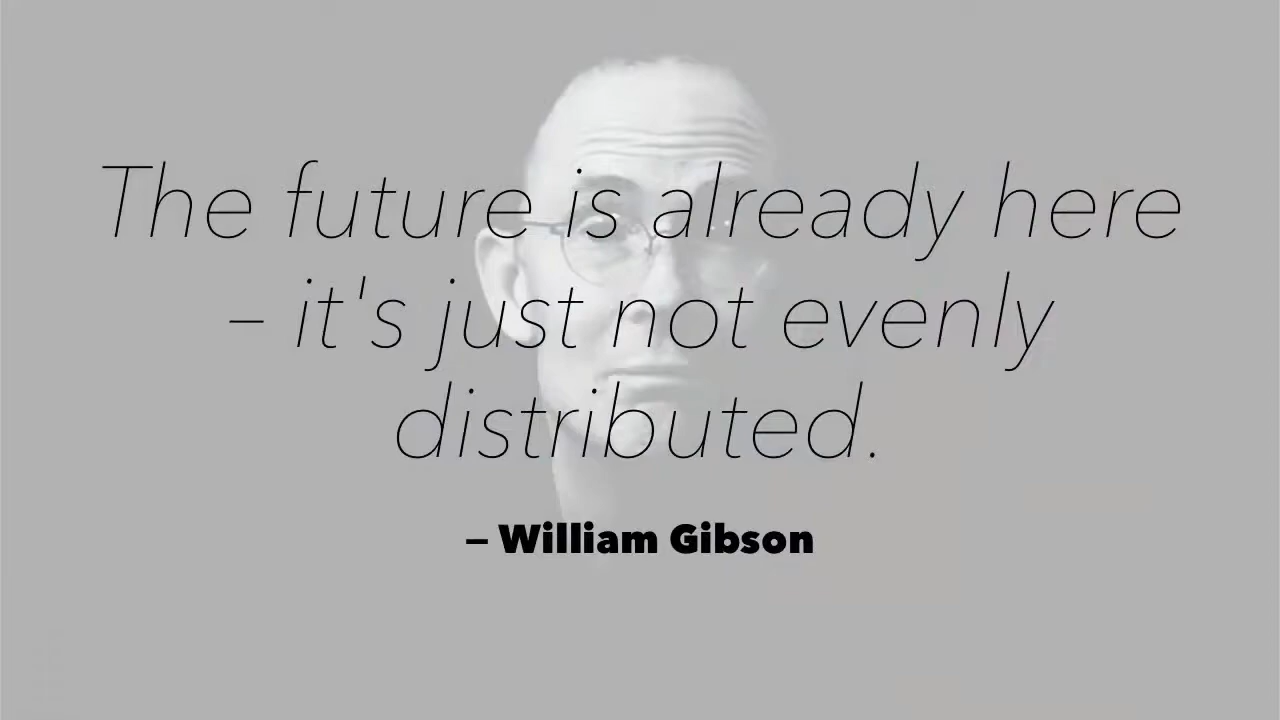 The future is already here
– it's just not evenly
distributed.
– William Gibson